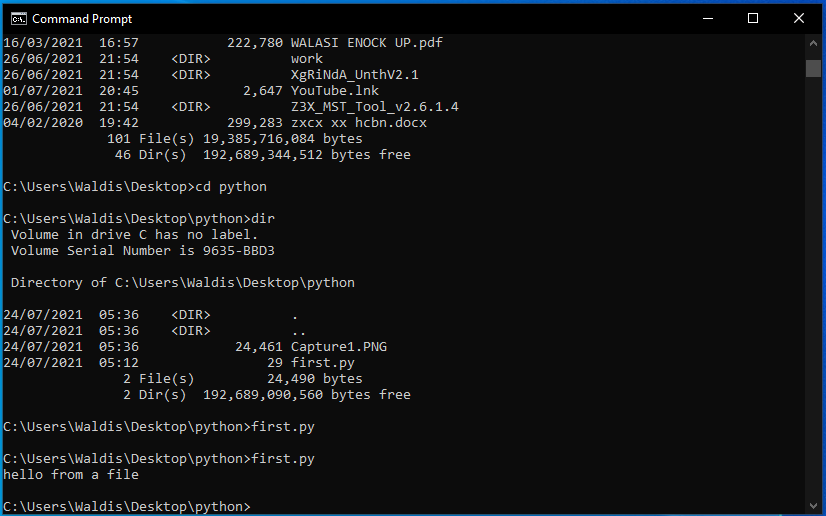 Command Prompt
16/03/2021  16:57           222,780 WALASI ENOCK UP.pdf
26/06/2021  21:54    <DIR>          work
26/06/2021  21:54    <DIR>          XgRiNdA_UnthV2.1
01/07/2021  20:45             2,647 YouTube.lnk
26/06/2021  21:54    <DIR>          Z3X_MST_Tool_v2.6.1.4
04/02/2020  19:42           299,283 zxcx xx hcbn.docx
             101 File(s) 19,385,716,084 bytes
              46 Dir(s)  192,689,344,512 bytes free
C:\Users\Waldis\Desktop>cd python
C:\Users\Waldis\Desktop\python>dir
 Volume in drive C has no label.
 Volume Serial Number is 9635-BBD3
 Directory of C:\Users\Waldis\Desktop\python
24/07/2021  05:36    <DIR>          .
24/07/2021  05:36    <DIR>          ..
24/07/2021  05:36            24,461 Capture1.PNG
24/07/2021  05:12                29 first.py
               2 File(s)         24,490 bytes
               2 Dir(s)  192,689,090,560 bytes free
C:\Users\Waldis\Desktop\python>first.py
C:\Users\Waldis\Desktop\python>first.py
hello from a file
C:\Users\Waldis\Desktop\python>